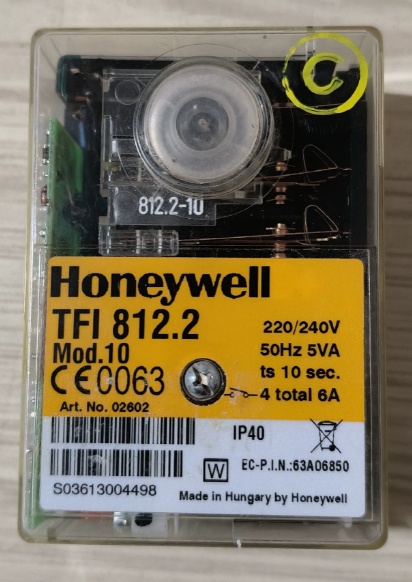 C
812.2-10
Honeywell
TFI 812.2
220/240V
Mod.10
50Hz 5VA
CE 0063
ts 10 sec.
4 total 6A
Art. No. 02602
IP40
W
EC-P.I.N.:63A06850
S03613004498
Made in Hungary by Honeywell